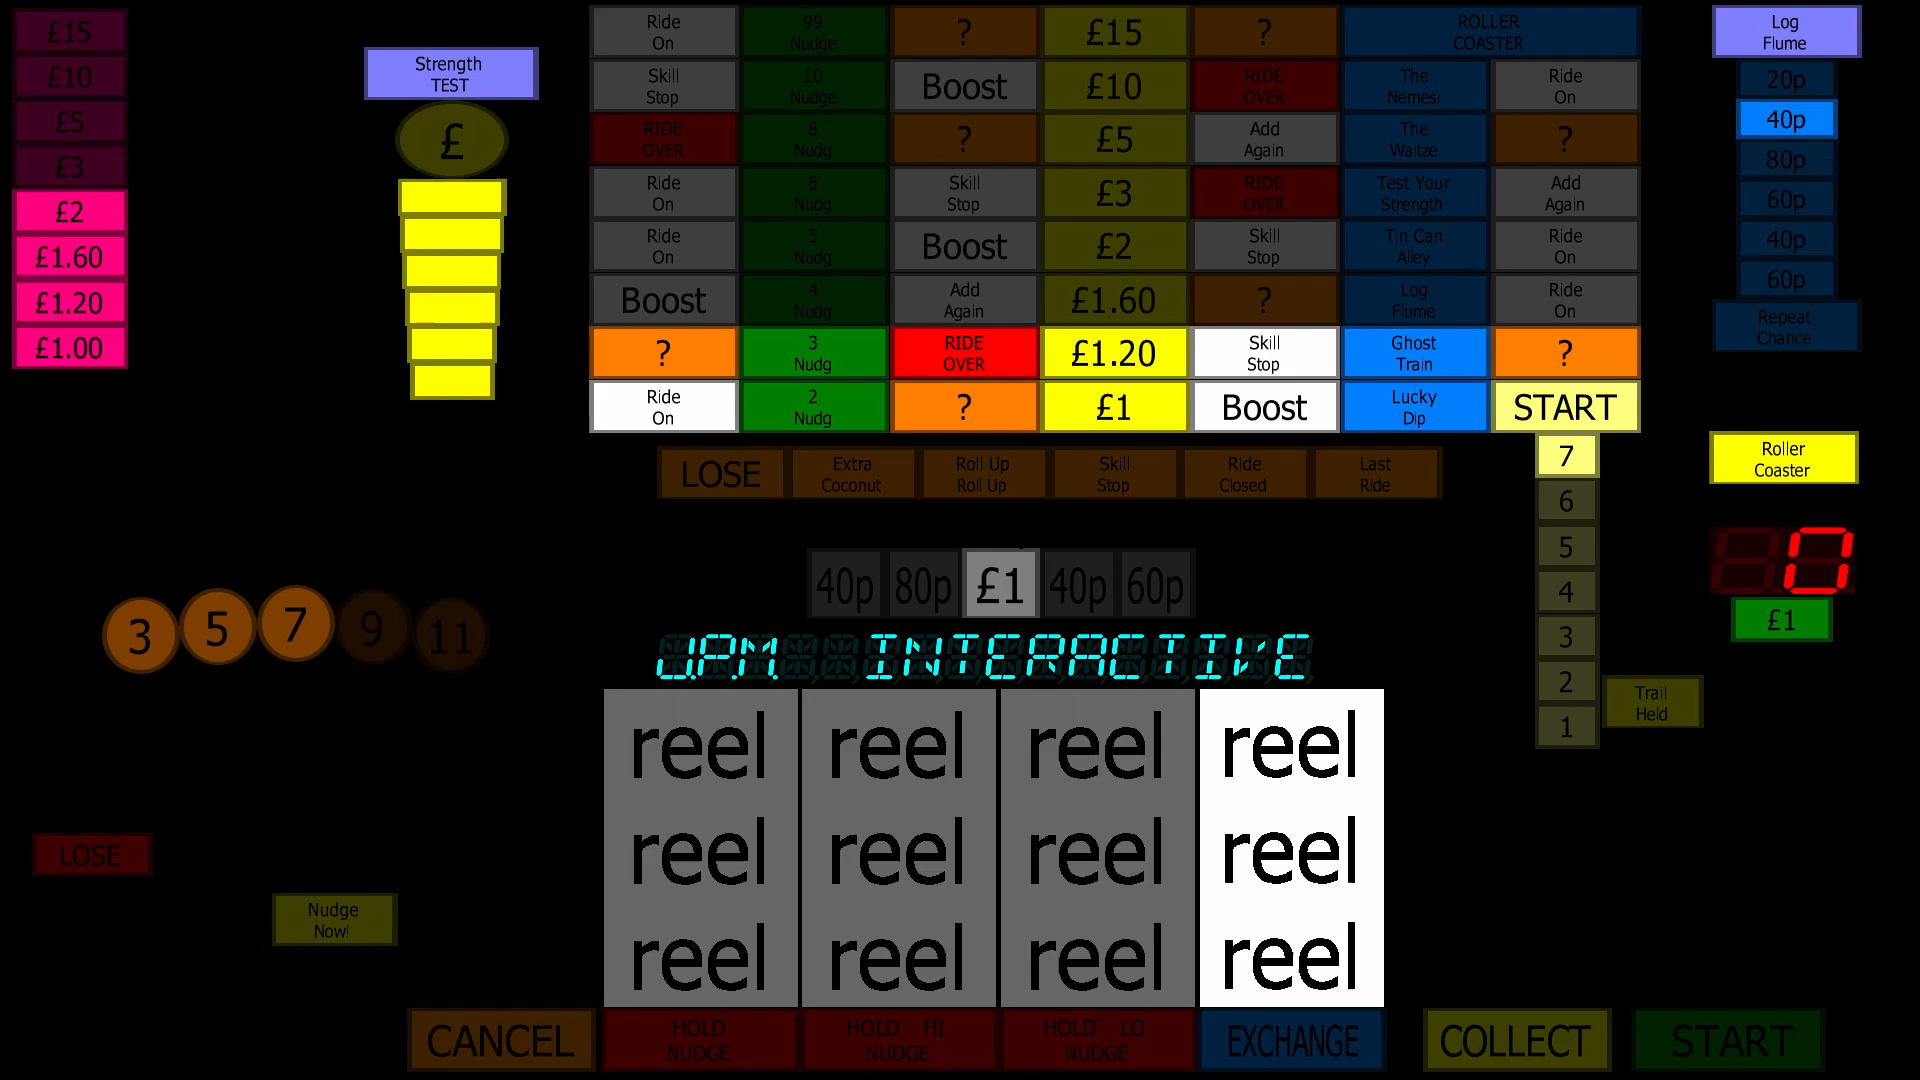 £15
£10
£5
£3
£2
£1.60
£1.20
£1.00
Strength
TEST
£
Ride
On
99
Nudge
?
£15
?
ROLLER
COASTER
Skill
Stop
10
Nudge
Boost
£10
RIDE
OVER
The
Nemesi
Ride
On
RIDE
OVER
8
Nudg
?
£5
Add
Again
The
Waltze
?
Ride
On
6
Nudg
Skill
Stop
£3
RIDE
OVER
Test Your
Strength
Add
Again
Ride
On
5
Nudg
Boost
£2
Skill
Stop
Tin Can
Alley
Ride
On
Boost
4
Nudg
Add
Again
£1.60
?
Log
Flume
Ride
On
?
3
Nudg
RIDE
OVER
£1.20
Skill
Stop
Ghost
Train
?
Ride
On
2
Nudg
?
£1
Boost
Lucky
Dip
START
Log
Flume
20p
40p
80p
60p
40p
60p
Repeat
Chance
LOSE
Extra
Coconut
Roll Up
Roll Up
Skill
Stop
Ride
Closed
Last
Ride
7
6
5
4
3
2
1
Trail
Held
Roller
Coaster
0
£1
3 5 7 9 11
40p 80p £1 40p 60p
J.P.M. INTERACTIVE
reel reel reel reel
reel reel reel reel
reel reel reel reel
LOSE
Nudge
Now!
CANCEL
HOLD
NUDGE
HOLD HI
NUDGE
HOLD LO
NUDGE
EXCHANGE
COLLECT
START